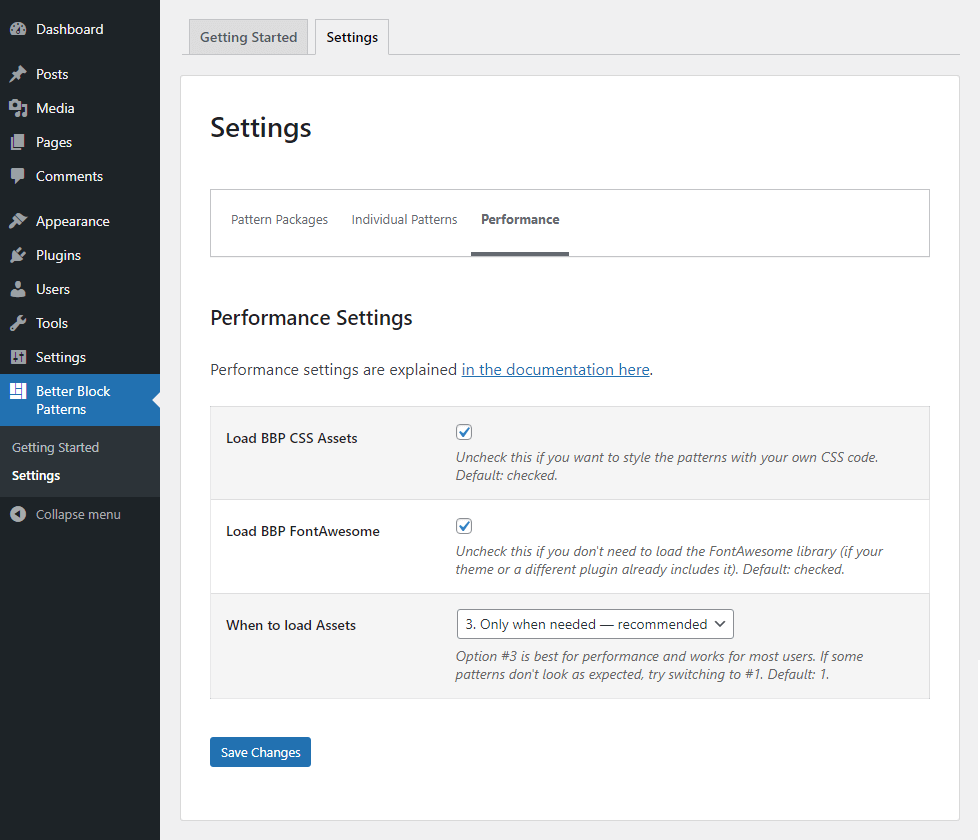 Dashboard
Posts
Media
Pages
Comments
Appearance
Plugins
Users
Tools
Settings
Better Block
Patterns
Getting Started
Settings
Collapse menu
Getting Started
Settings
Settings
Pattern Packages
Individual Patterns
Performance
Performance Settings
Performance settings are explained in the documentation here.
Load BBP CSS Assets
Uncheck this if you want to style the patterns with your own CSS code.
Default: checked.
Load BBP FontAwesome
Uncheck this if you don't need to load the FontAwesome library (if your
theme or a different plugin already includes it). Default: checked.
When to load Assets
3. Only when needed — recommended
Option #3 is best for performance and works for most users. If some
patterns don't look as expected, try switching to #1. Default: 1.
Save Changes